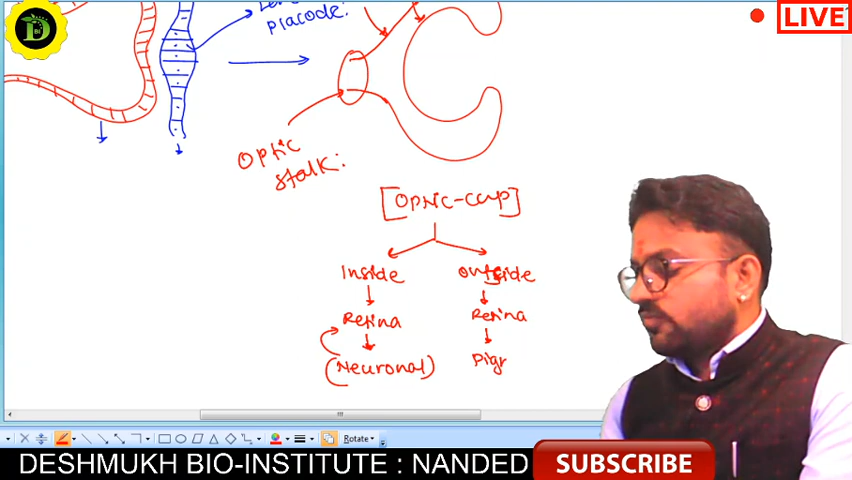 LIVE
D
placode:
Optic
stalk:
[Optic-cup]
Inside Outside
Retina Retina
(Neuronal) Pigr
Rotate
DESHMUKH BIO-INSTITUTE : NANDED
SUBSCRIBE